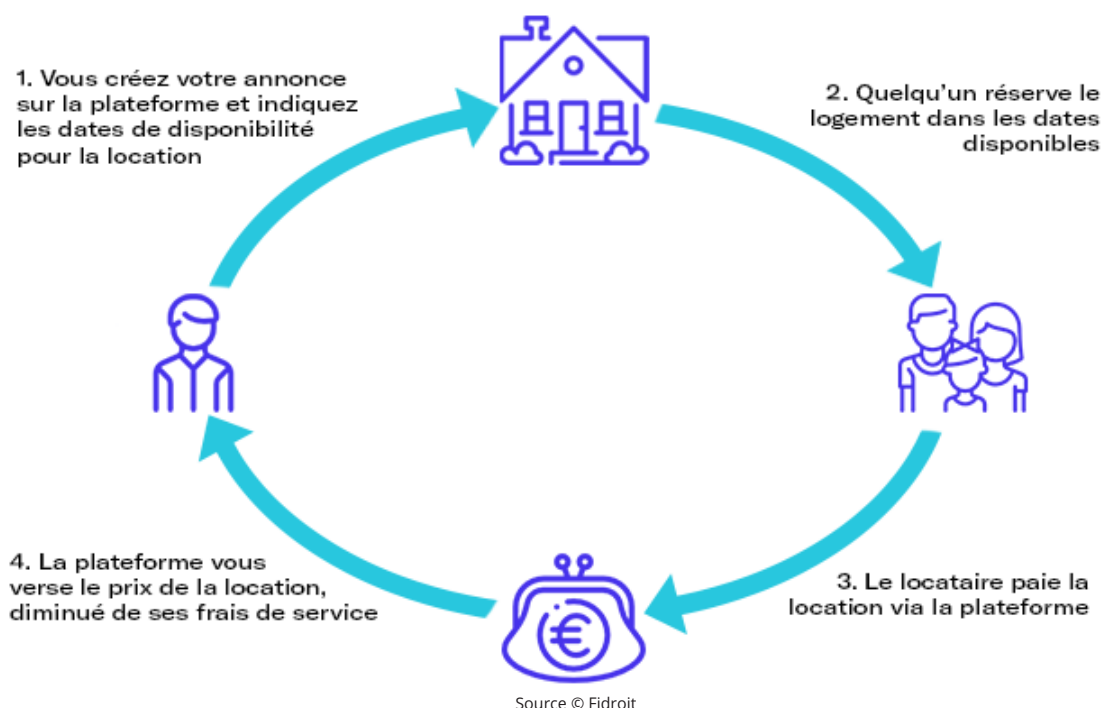 1. Vous créez votre annonce
sur la plateforme et indiquez
les dates de disponibilité
pour la location
2. Quelqu'un réserve le
logement dans les dates
disponibles
3. Le locataire paie la
location via la plateforme
4. La plateforme vous
verse le prix de la location,
diminué de ses frais de service
€
Source © Fidroit